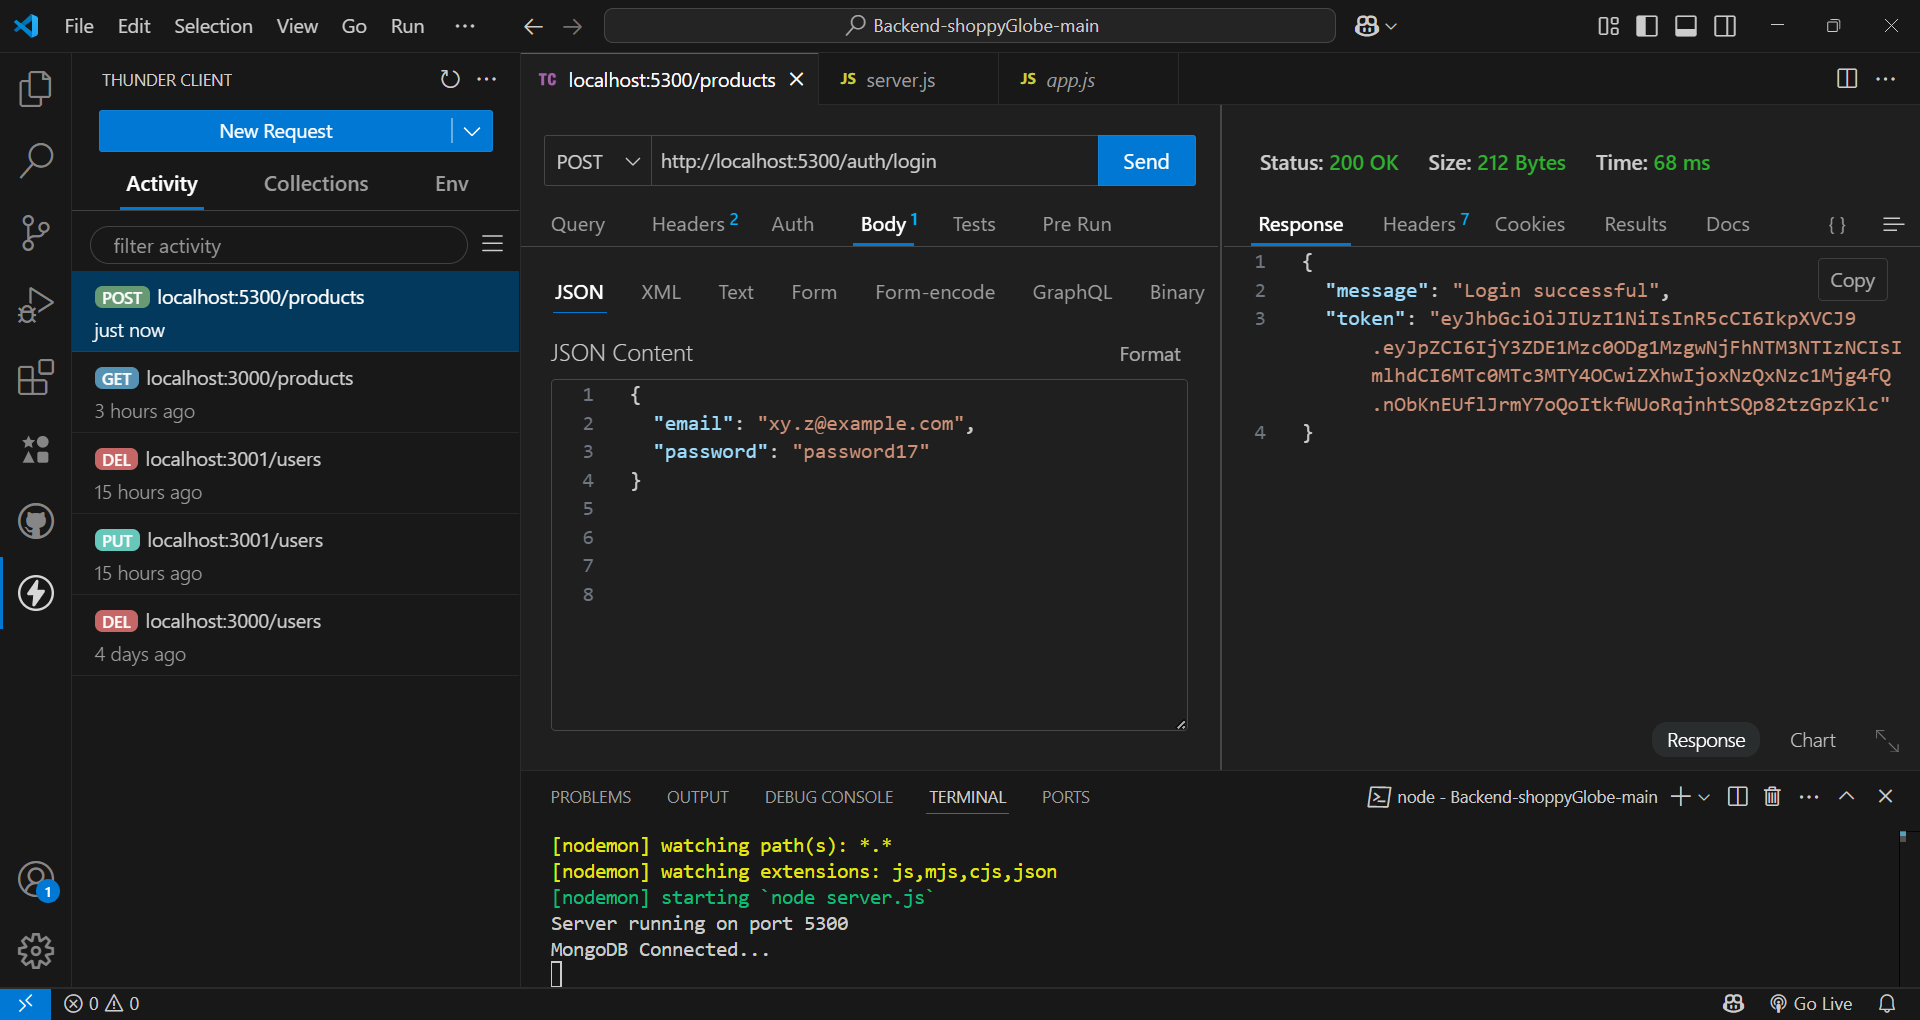 File Edit Selection View Go Run ··· Backend-shoppyGlobe-main
THUNDER CLIENT
New Request
Activity Collections Env
filter activity
POST localhost:5300/products
just now
GET localhost:3000/products
3 hours ago
DEL localhost:3001/users
15 hours ago
PUT localhost:3001/users
15 hours ago
DEL localhost:3000/users
4 days ago
1
TC localhost:5300/products JS server.js JS app.js
POST http://localhost:5300/auth/login Send
Query Headers 2 Auth Body 1 Tests Pre Run
JSON XML Text Form Form-encode GraphQL Binary
JSON Content Format
1 {
2 "email": "xy.z@example.com",
3 "password": "password17"
4 }
5
6
7
8
Status: 200 OK Size: 212 Bytes Time: 68 ms
Response Headers 7 Cookies Results Docs { }
Copy
1 {
2 "message": "Login successful",
3 "token": "eyJhbGciOiJIUzI1NiIsInR5cCI6IkpXVCJ9
.eyJpZCI6IjY3ZDE1Mzc0ODg1MzgwNjFhNTM3NTIzNCIsI
mlhdCI6MTc0MTc3MTY4OCwiZXhwIjoxNzQxNzc1Mjg4fQ
.nObKnEUflJrmY7oQoItkfWUoRqjnhtSQp82tzGpzKlc"
4 }
Response Chart
PROBLEMS OUTPUT DEBUG CONSOLE TERMINAL PORTS node - Backend-shoppyGlobe-main
[nodemon] watching path(s): *.*
[nodemon] watching extensions: js,mjs,cjs,json
[nodemon] starting `node server.js`
Server running on port 5300
MongoDB Connected...
0 0 Go Live